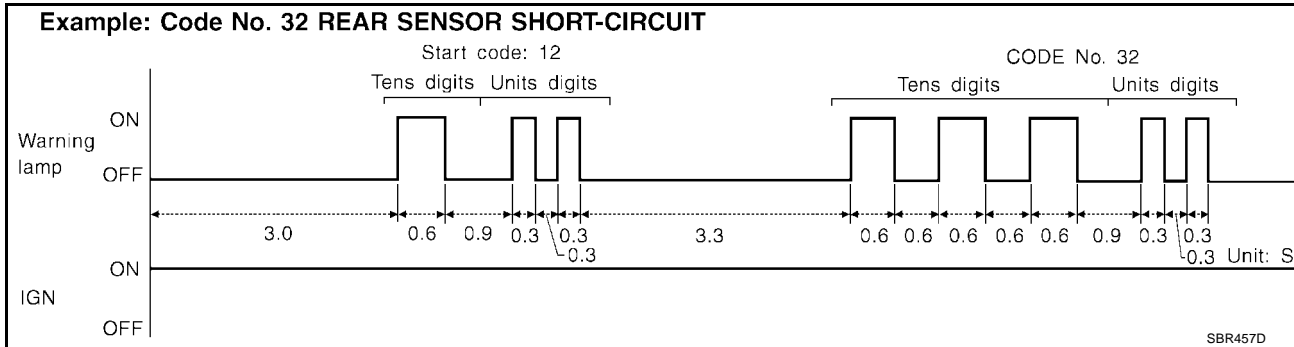 Example: Code No. 32 REAR SENSOR SHORT-CIRCUIT
Start code: 12
CODE No. 32
Tens digits Units digits
Tens digits Units digits
ON
Warning
lamp
OFF
3.0 0.6 0.9 0.3 0.3 3.3 0.6 0.6 0.6 0.6 0.6 0.9 0.3 0.3
0.3 0.3 Unit: S
ON
IGN
OFF
SBR457D